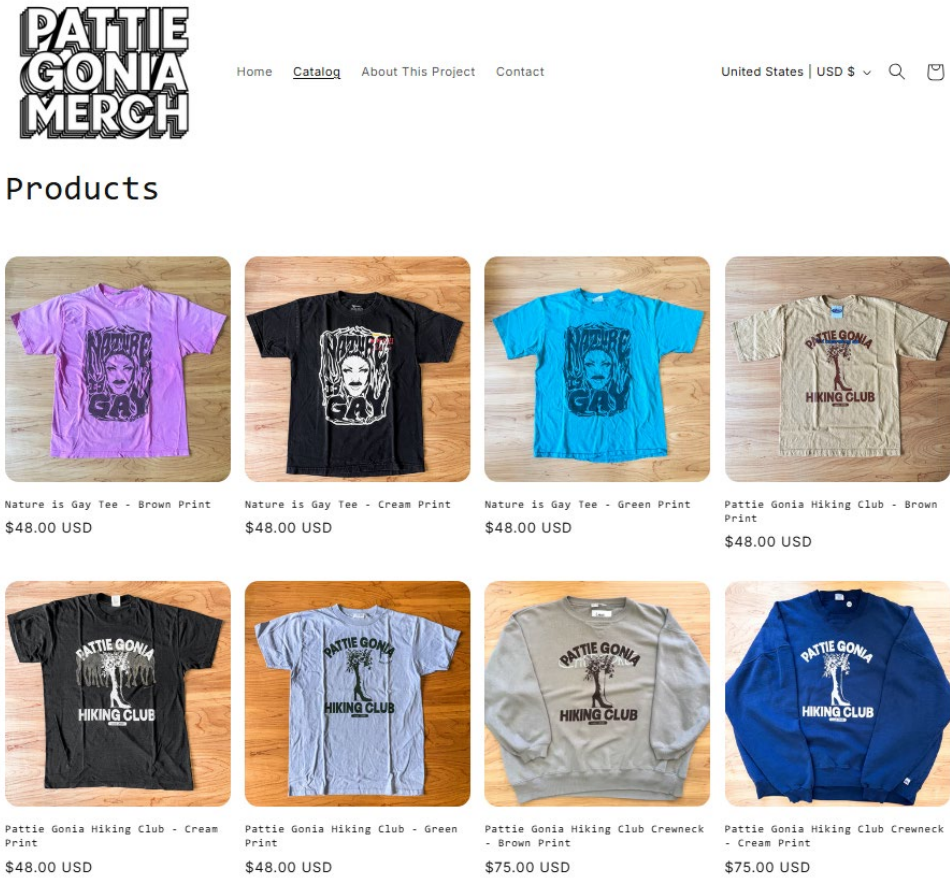 PATTIE
GONIA
MERCH
Home Catalog About This Project Contact United States | USD $
Products
NATURE
IS
GAY
NATURE
IS
GAY
NATURE
IS
GAY
PATTIE GONIA
HIKING CLUB
Nature is Gay Tee - Brown Print
$48.00 USD
Nature is Gay Tee - Cream Print
$48.00 USD
Nature is Gay Tee - Green Print
$48.00 USD
Pattie Gonia Hiking Club - Brown
Print
$48.00 USD
PATTIE GONIA
HIKING CLUB
PATTIE GONIA
HIKING CLUB
PATTIE GONIA
HIKING CLUB
PATTIE GONIA
HIKING CLUB
Pattie Gonia Hiking Club - Cream
Print
$48.00 USD
Pattie Gonia Hiking Club - Green
Print
$48.00 USD
Pattie Gonia Hiking Club Crewneck
- Brown Print
$75.00 USD
Pattie Gonia Hiking Club Crewneck
- Cream Print
$75.00 USD